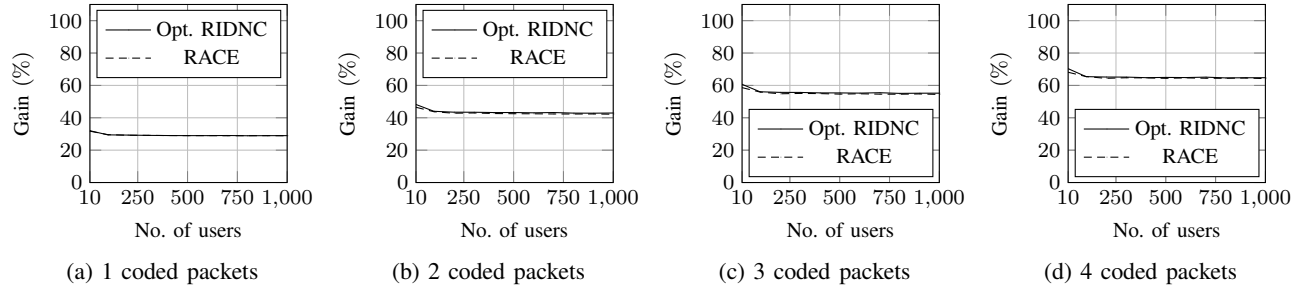 Gain (%)
100
80
60
40
20
0
Opt. RIDNC
RACE
10 250 500 750 1,000
No. of users
(a) 1 coded packets
Gain (%)
100
80
60
40
20
0
Opt. RIDNC
RACE
10 250 500 750 1,000
No. of users
(b) 2 coded packets
Gain (%)
100
80
60
40
20
0
Opt. RIDNC
RACE
10 250 500 750 1,000
No. of users
(c) 3 coded packets
Gain (%)
100
80
60
40
20
0
Opt. RIDNC
RACE
10 250 500 750 1,000
No. of users
(d) 4 coded packets